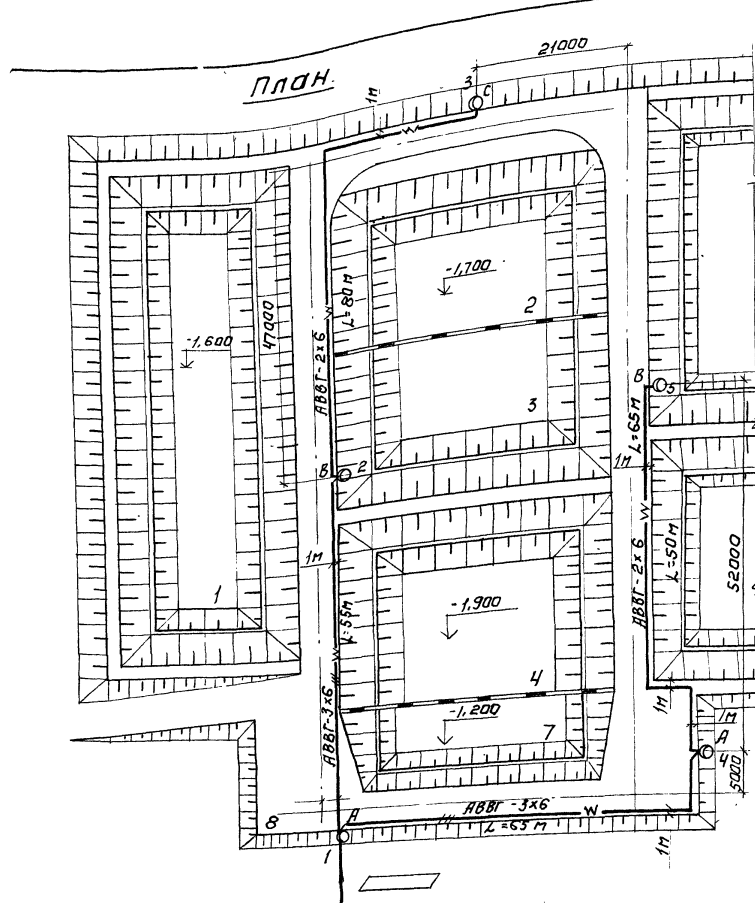 21000
План.
1М
3
С
-1,700
L=80М
47000
-1,600
2
АВВГ-2х6
В
5
3
L=65М
1М
В
2
1М
L=50М
52000
АВВГ-2х6
1
-1,900
L=55М
4
АВВГ-3х6
-1,200
7
1М
1М
А
4
5000
АВВГ-3х6
W
8
А
L=65М
1
1М